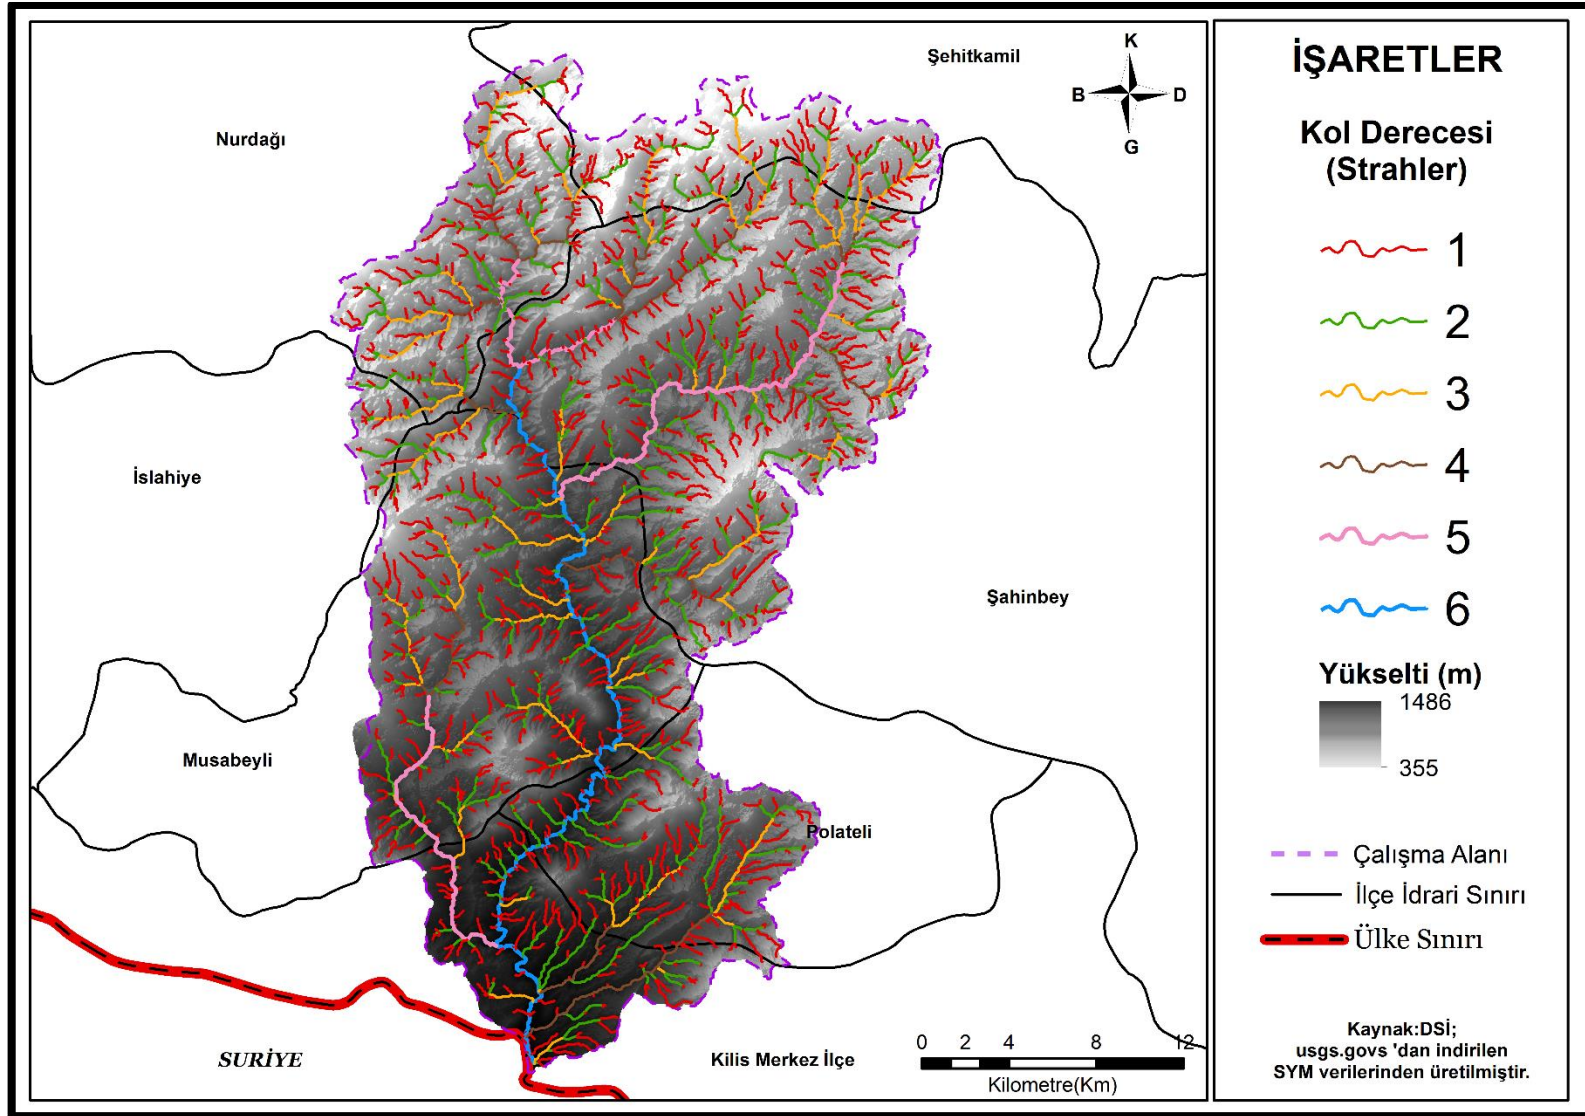 Şehitkamil
K
B
D
G
Nurdağı
İslahiye
Şahinbey
Musabeyli
Polateli
SURİYE
Kilis Merkez İlçe
0 2 4 8 12
Kilometre(Km)
İŞARETLER
Kol Derecesi
(Strahler)
1
2
3
4
5
6
Yükselti (m)
1486
355
Çalışma Alanı
İlçe İdrari Sınırı
Ülke Sınırı
Kaynak:DSİ;
usgs.govs 'dan indirilen
SYM verilerinden üretilmiştir.